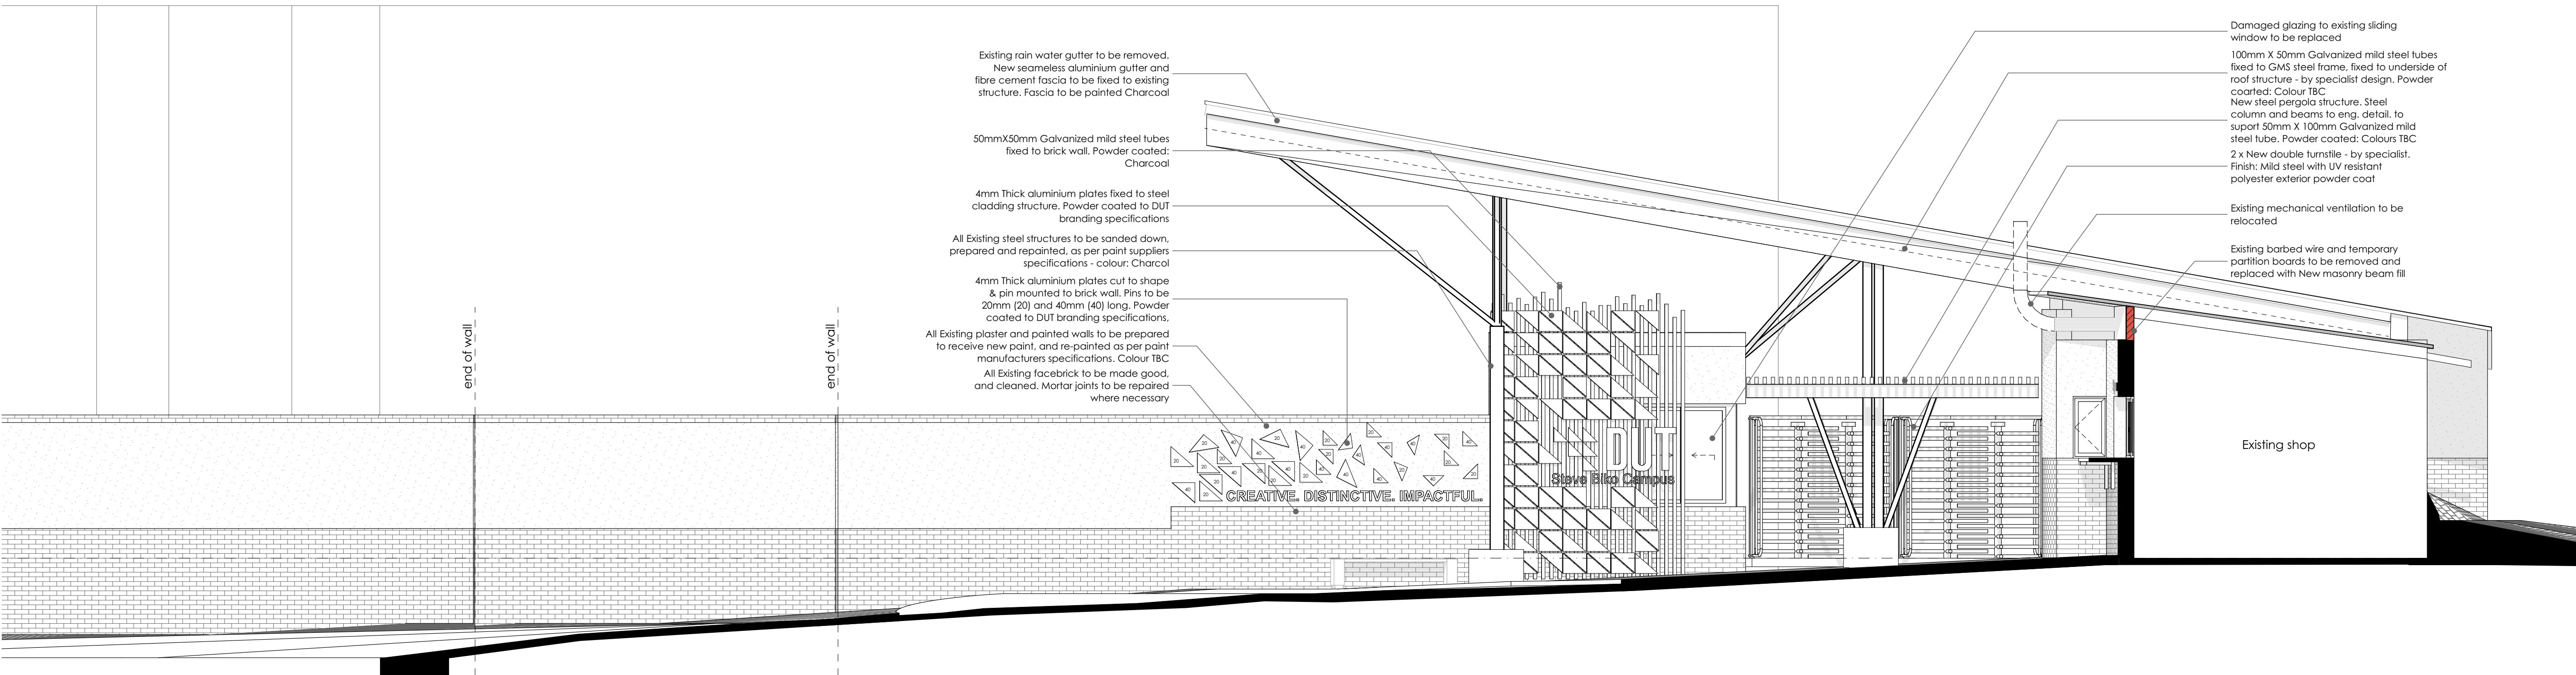 Existing rain water gutter to be removed.
New seameless aluminium gutter and
fibre cement fascia to be fixed to existing
structure. Fascia to be painted Charcoal
50mmX50mm Galvanized mild steel tubes
fixed to brick wall. Powder coated:
Charcoal
4mm Thick aluminium plates fixed to steel
cladding structure. Powder coated to DUT
branding specifications
All Existing steel structures to be sanded down,
prepared and repainted, as per paint suppliers
specifications - colour: Charcol
4mm Thick aluminium plates cut to shape
& pin mounted to brick wall. Pins to be
20mm (20) and 40mm (40) long. Powder
coated to DUT branding specifications,
All Existing plaster and painted walls to be prepared
to receive new paint, and re-painted as per paint
manufacturers specifications. Colour TBC
All Existing facebrick to be made good,
and cleaned. Mortar joints to be repaired
where necessary
end of wall
end of wall
CREATIVE. DISTINCTIVE. IMPACTFUL.
DUT
Steve Biko Campus
Damaged glazing to existing sliding
window to be replaced
100mm X 50mm Galvanized mild steel tubes
fixed to GMS steel frame, fixed to underside of
roof structure - by specialist design. Powder
coarted: Colour TBC
New steel pergola structure. Steel
column and beams to eng. detail. to
suport 50mm X 100mm Galvanized mild
steel tube. Powder coated: Colours TBC
2 x New double turnstile - by specialist.
Finish: Mild steel with UV resistant
polyester exterior powder coat
Existing mechanical ventilation to be
relocated
Existing barbed wire and temporary
partition boards to be removed and
replaced with New masonry beam fill
Existing shop